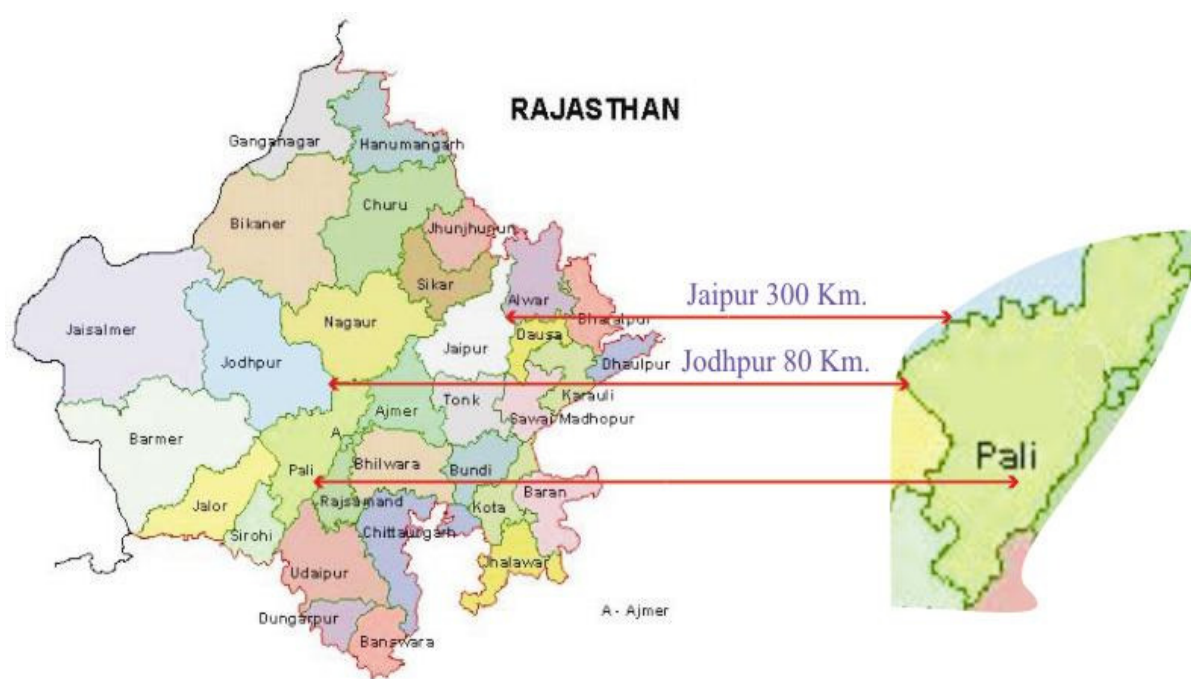 RAJASTHAN
Ganganagar
Hanumangarh
Churu
Bikaner
Jhunjhunun
Sikar
Alwar
Jaipur 300 Km.
Jaisalmer
Nagaur
Bharatpur
Dausa
Jodhpur
Jaipur
Dhaulpur
Jodhpur 80 Km.
Karauli
Ajmer
Tonk
Sawai Madhopur
Barmer
A
Pali
Bhilwara
Bundi
Pali
Baran
Jalor
Rajsamand
Kota
Sirohi
Chittaurgarh
Jhalawar
Udaipur
A - Ajmer
Dungarpur
Banswara